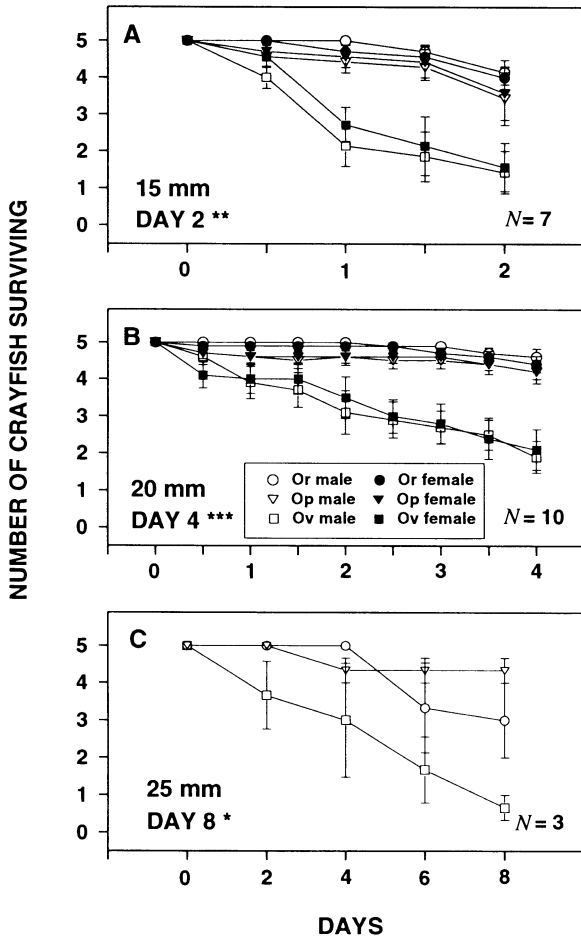 NUMBER OF CRAYFISH SURVIVING
A
5
4
3
2
1
0
15 mm
DAY 2 **
N = 7
0 1 2
B
5
4
3
2
1
0
Or male Or female
Op male Op female
Ov male Ov female
20 mm
DAY 4 ***
N = 10
0 1 2 3 4
C
5
4
3
2
1
0
25 mm
DAY 8 *
N = 3
0 2 4 6 8
DAYS